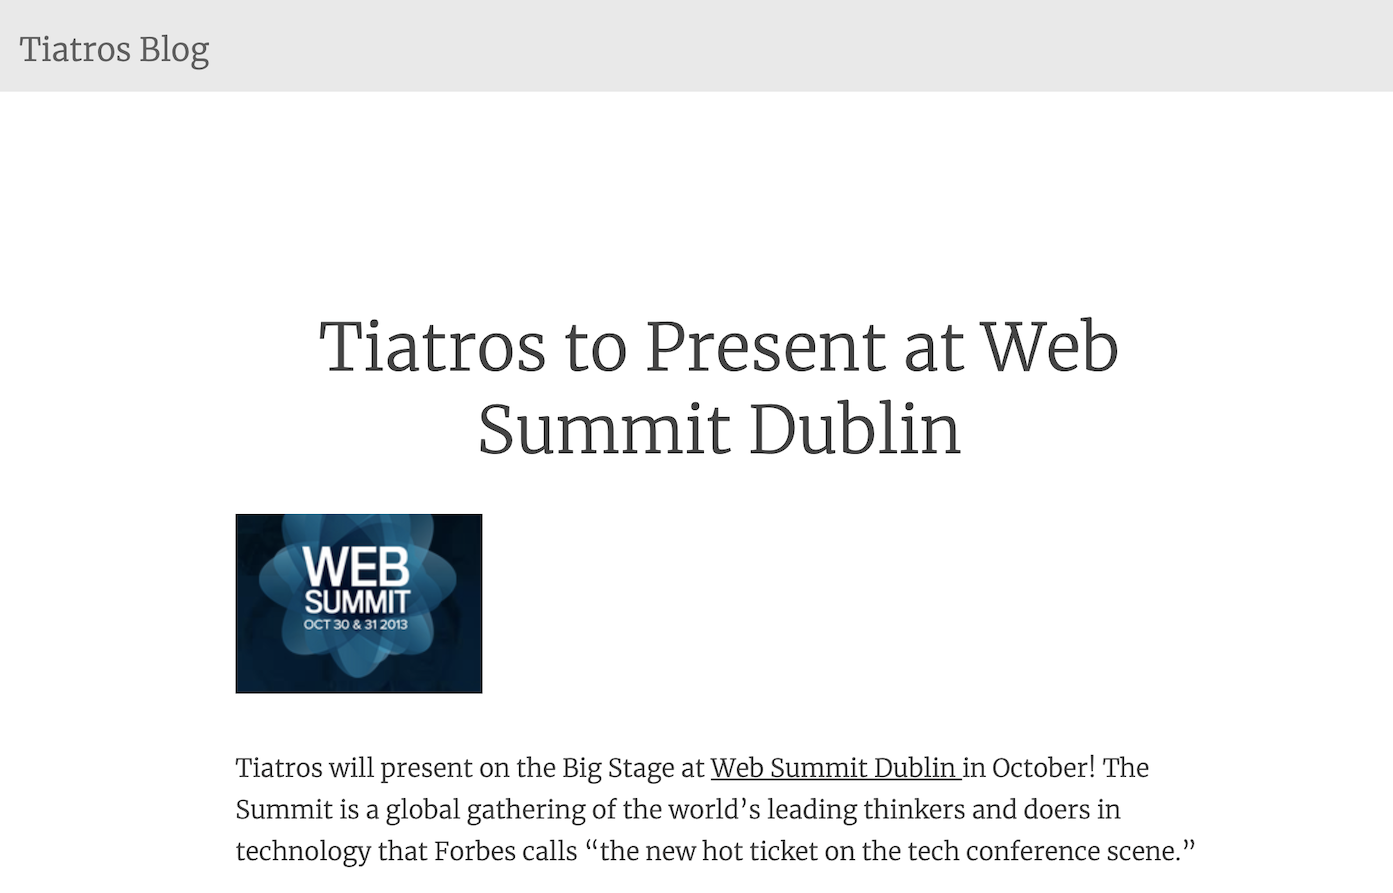 Tiatros Blog
Tiatros to Present at Web
Summit Dublin
WEB
SUMMIT
OCT 30 & 31 2013
Tiatros will present on the Big Stage at Web Summit Dublin in October! The
Summit is a global gathering of the world’s leading thinkers and doers in
technology that Forbes calls “the new hot ticket on the tech conference scene.”